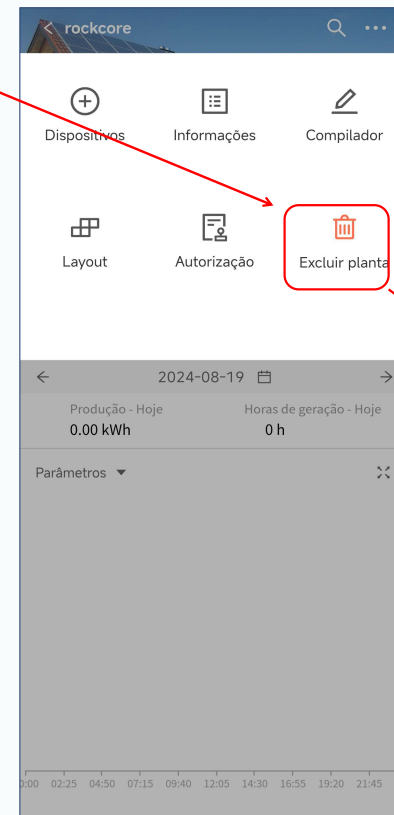 rockcore
Dispositivos Informações Compilador
Layout Autorização Excluir planta
2024-08-19
Produção - Hoje Horas de geração - Hoje
0.00 kWh 0 h
Parâmetros
0:00 02:25 04:50 07:15 09:40 12:05 14:30 16:55 19:20 21:45